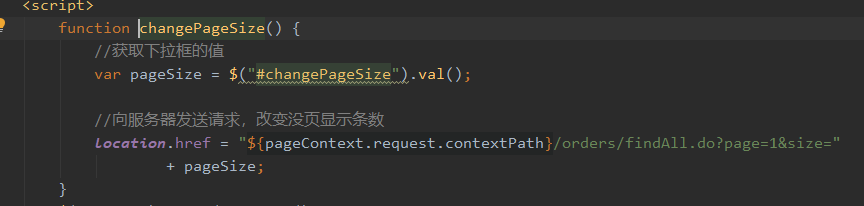 <script>
function changePageSize() {
//获取下拉框的值
var pageSize = $("#changePageSize").val();
//向服务器发送请求，改变没页显示条数
location.href = "${pageContext.request.contextPath}/orders/findAll.do?page=1&size="
+ pageSize;
}